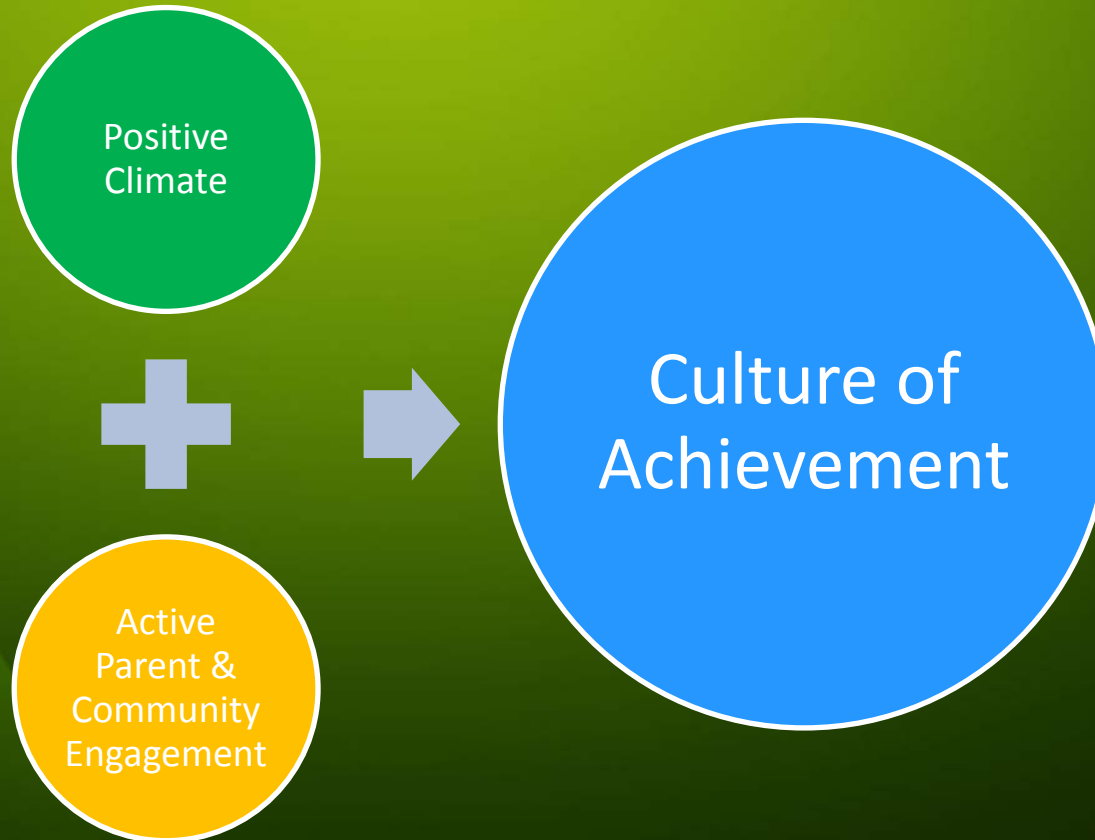 Positive
Climate
Active
Parent &
Community
Engagement
Culture of
Achievement